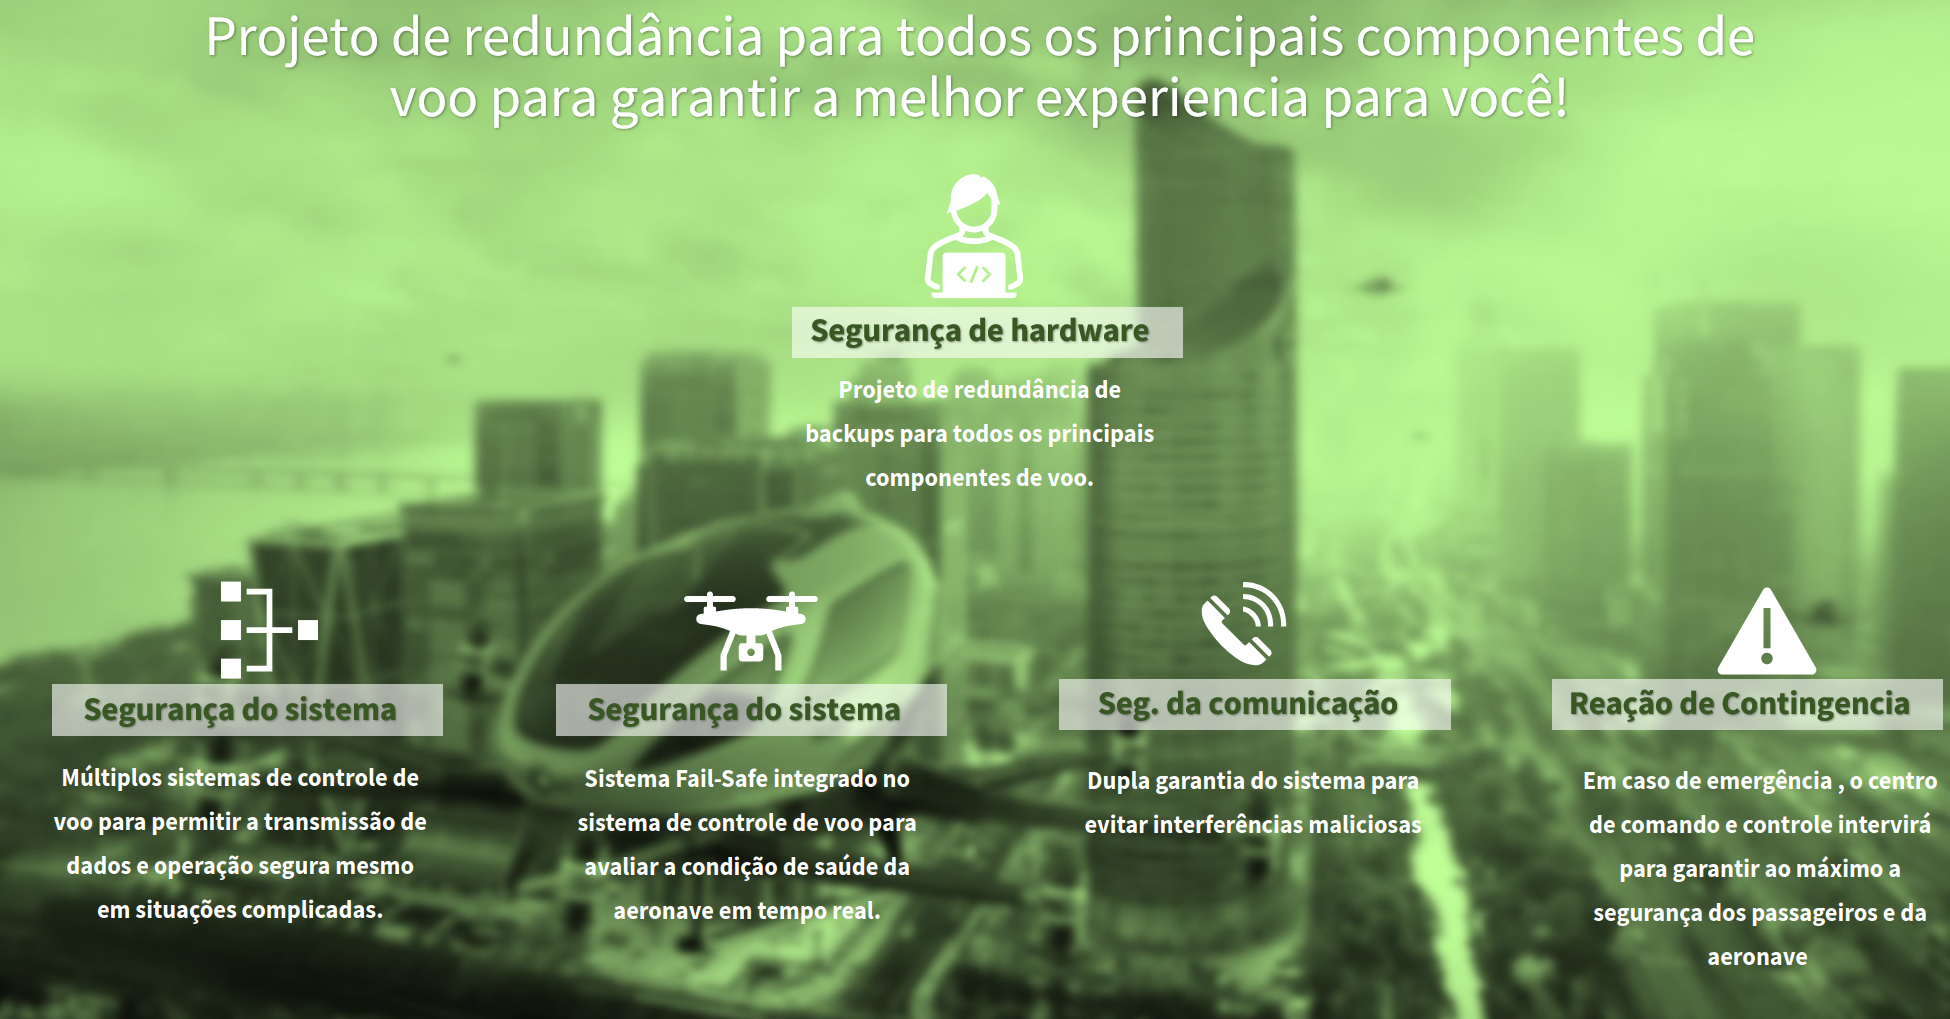 Projeto de redundância para todos os principais componentes de
voo para garantir a melhor experiencia para você!
</>
Segurança de hardware
Projeto de redundância de
backups para todos os principais
componentes de voo.
Segurança do sistema
Múltiplos sistemas de controle de
voo para permitir a transmissão de
dados e operação segura mesmo
em situações complicadas.
Segurança do sistema
Sistema Fail-Safe integrado no
sistema de controle de voo para
avaliar a condição de saúde da
aeronave em tempo real.
Seg. da comunicação
Dupla garantia do sistema para
evitar interferências maliciosas
Reação de Contingencia
Em caso de emergência , o centro
de comando e controle intervirá
para garantir ao máximo a
segurança dos passageiros e da
aeronave